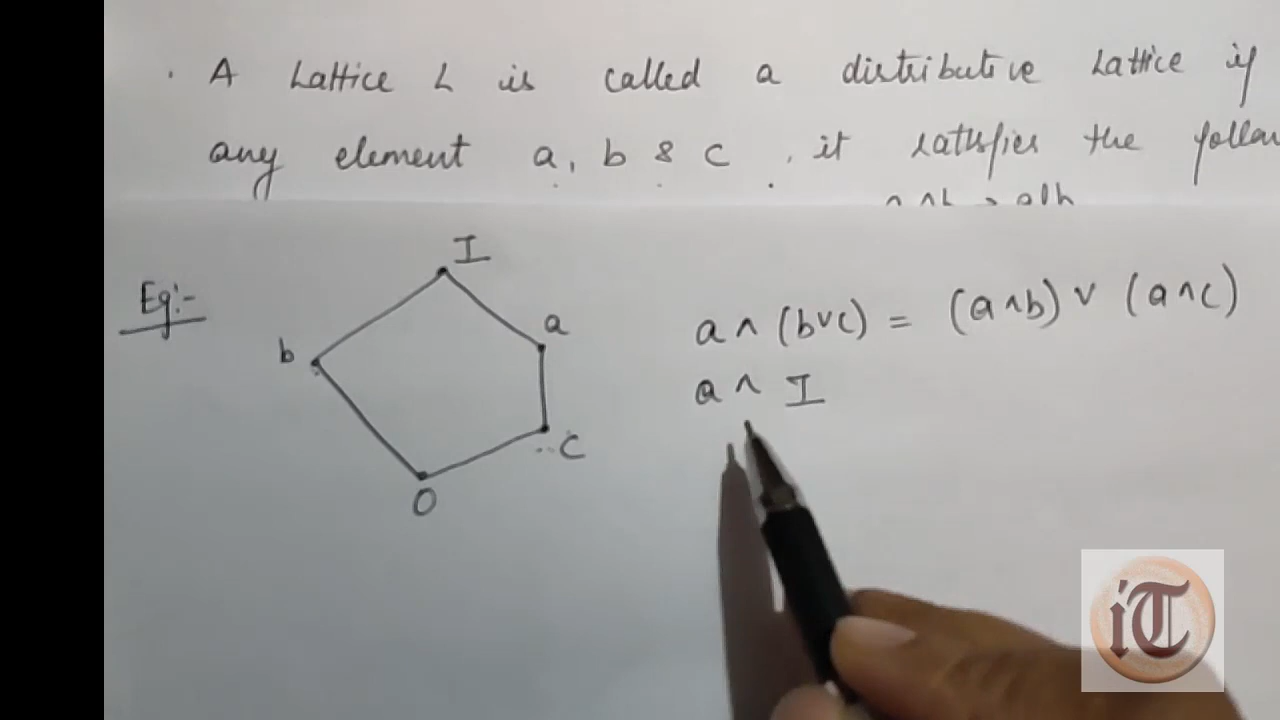 . A Lattice L is called a distributive Lattice if
any element a, b & c , it satisfies the follow
I
Eg:-
a
a ∧ (b∨c) = (a∧b) ∨ (a∧c)
b
a ∧ I
c
O
iT